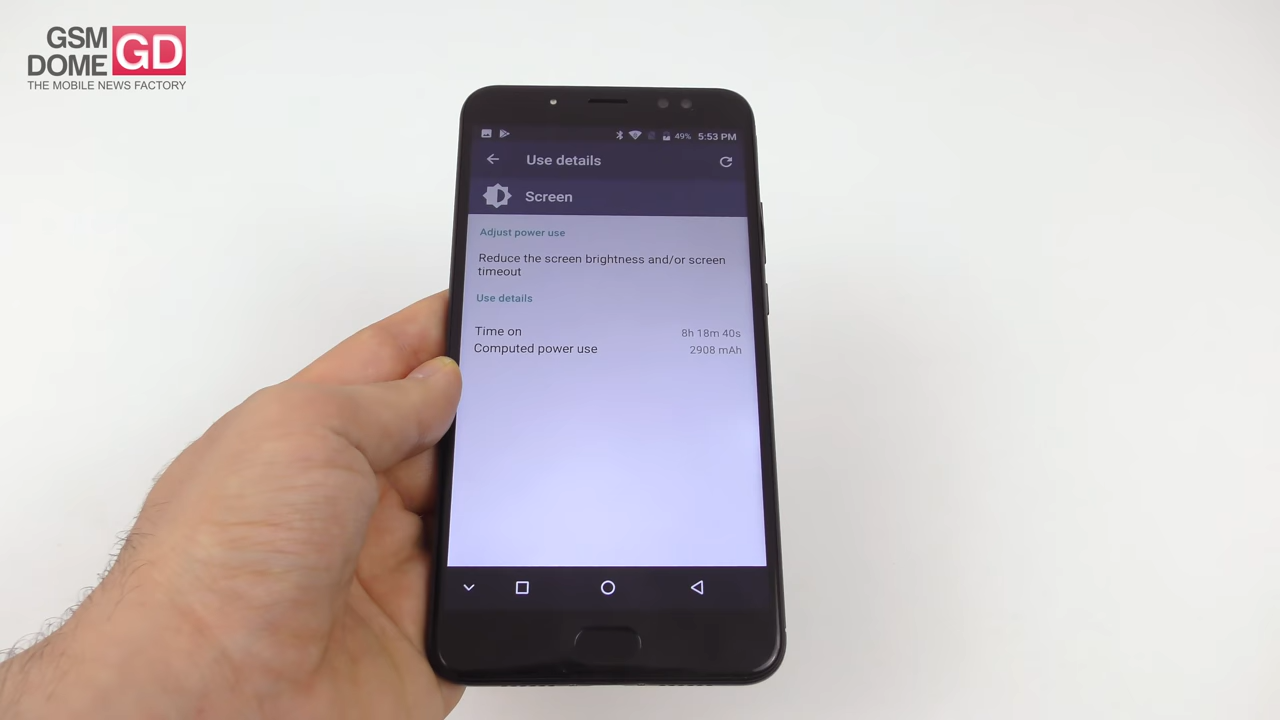 GSM
DOME
GD
THE MOBILE NEWS FACTORY
49% 5:53 PM
Use details
Screen
Adjust power use
Reduce the screen brightness and/or screen
timeout
Use details
Time on 8h 18m 40s
Computed power use 2908 mAh